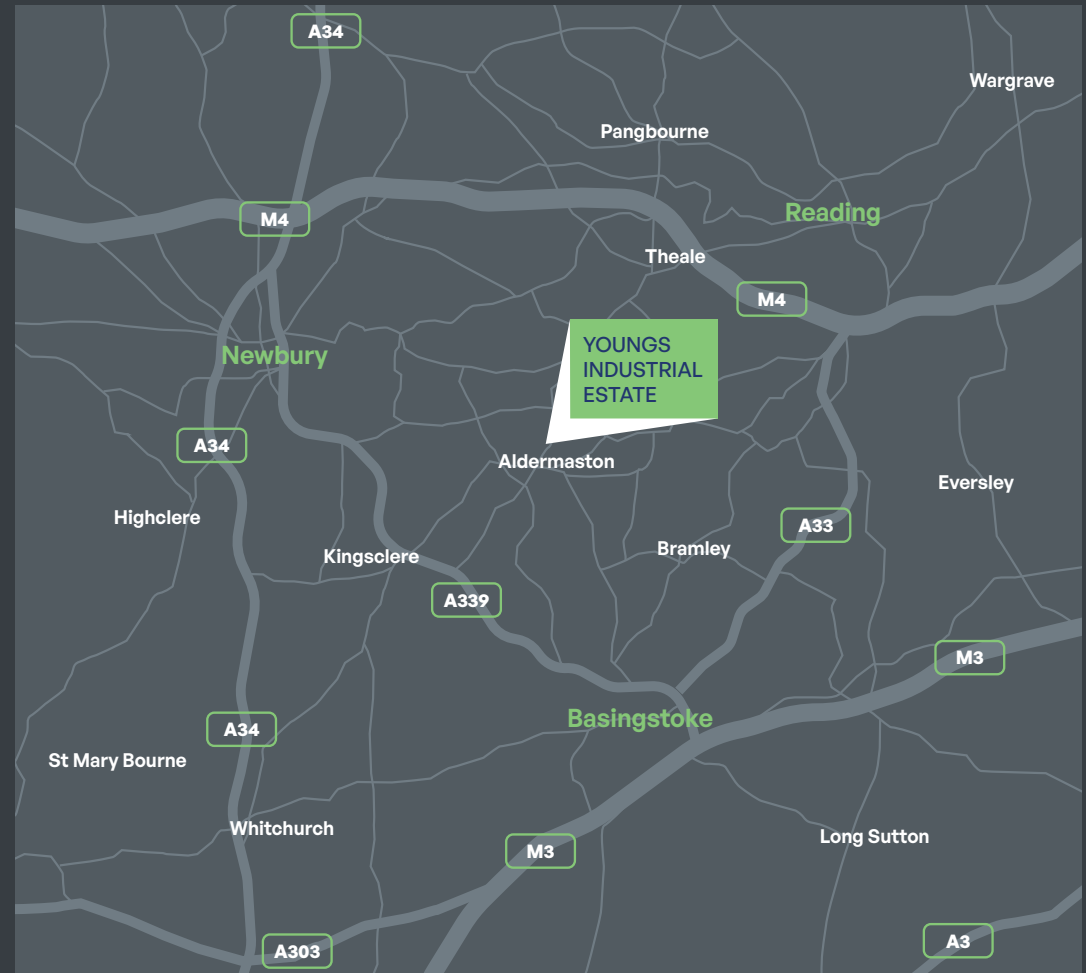 A34
Wargrave
Pangbourne
Reading
M4
Theale
M4
YOUNGS
INDUSTRIAL
ESTATE
Newbury
A34
Aldermaston
Eversley
Highclere
A33
Bramley
Kingsclere
A339
M3
Basingstoke
A34
St Mary Bourne
Whitchurch
Long Sutton
M3
A3
A303